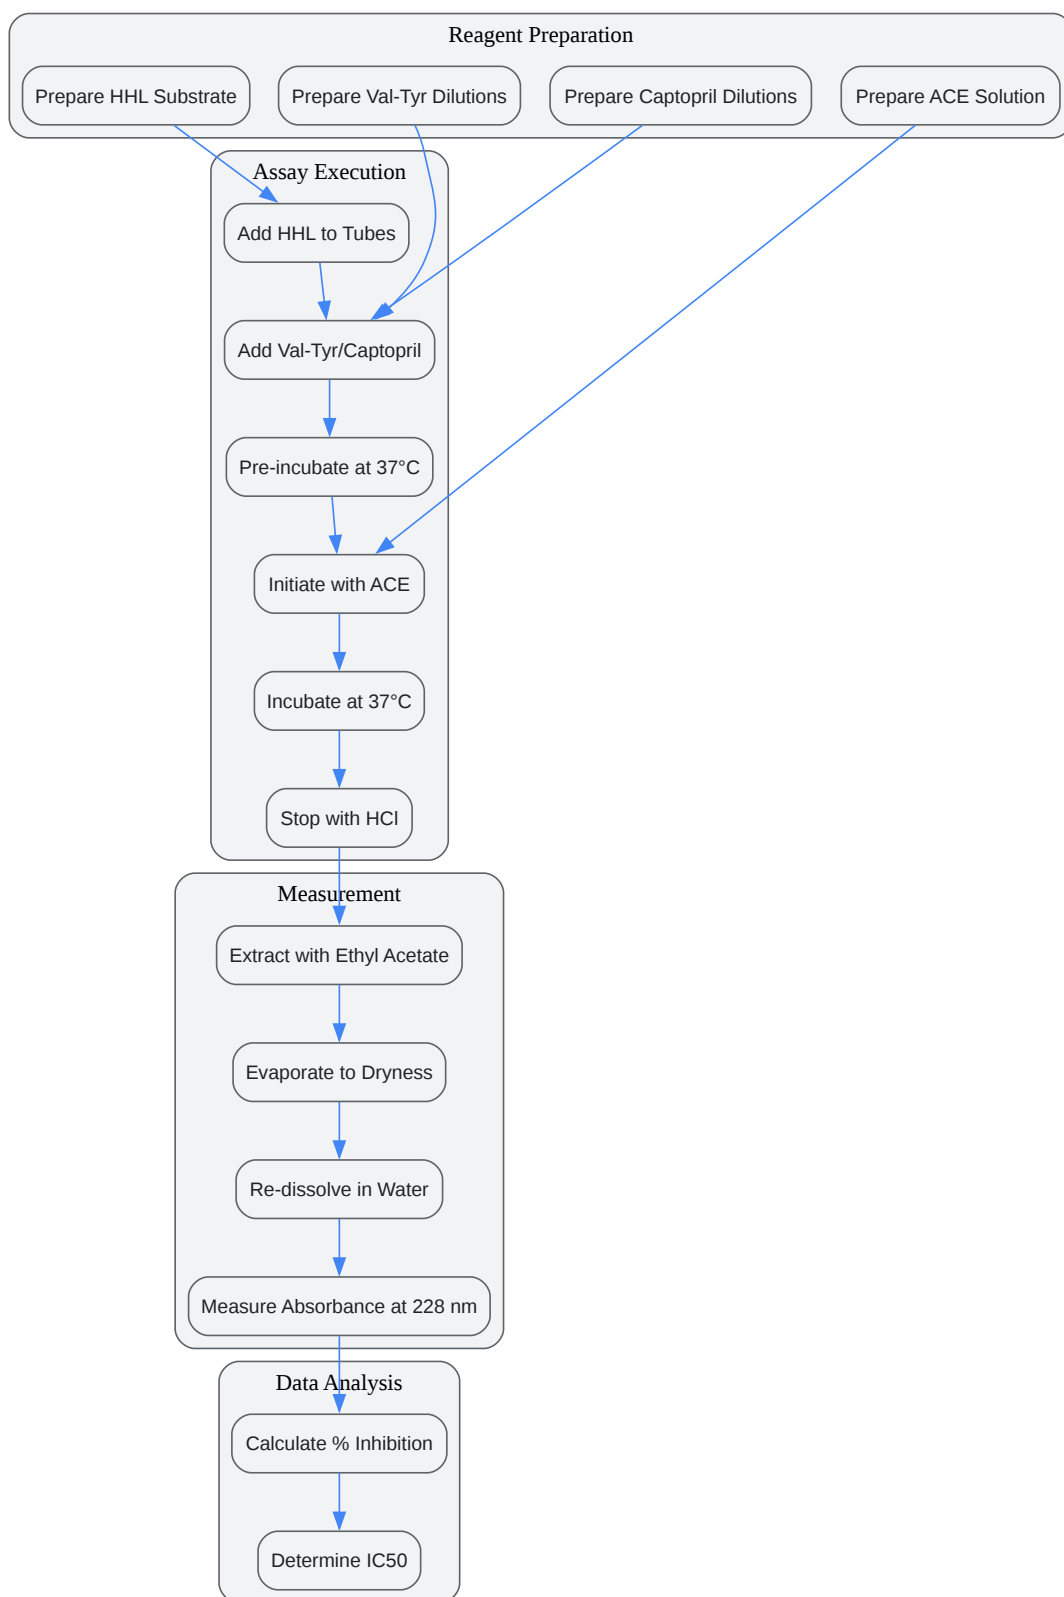 Reagent Preparation
Prepare HHL Substrate
Prepare Val-Tyr Dilutions
Prepare Captopril Dilutions
Prepare ACE Solution
Assay Execution
Add HHL to Tubes
Add Val-Tyr/Captopril
Pre-incubate at 37°C
Initiate with ACE
Incubate at 37°C
Stop with HCl
Measurement
Extract with Ethyl Acetate
Evaporate to Dryness
Re-dissolve in Water
Measure Absorbance at 228 nm
Data Analysis
Calculate % Inhibition
Determine IC50